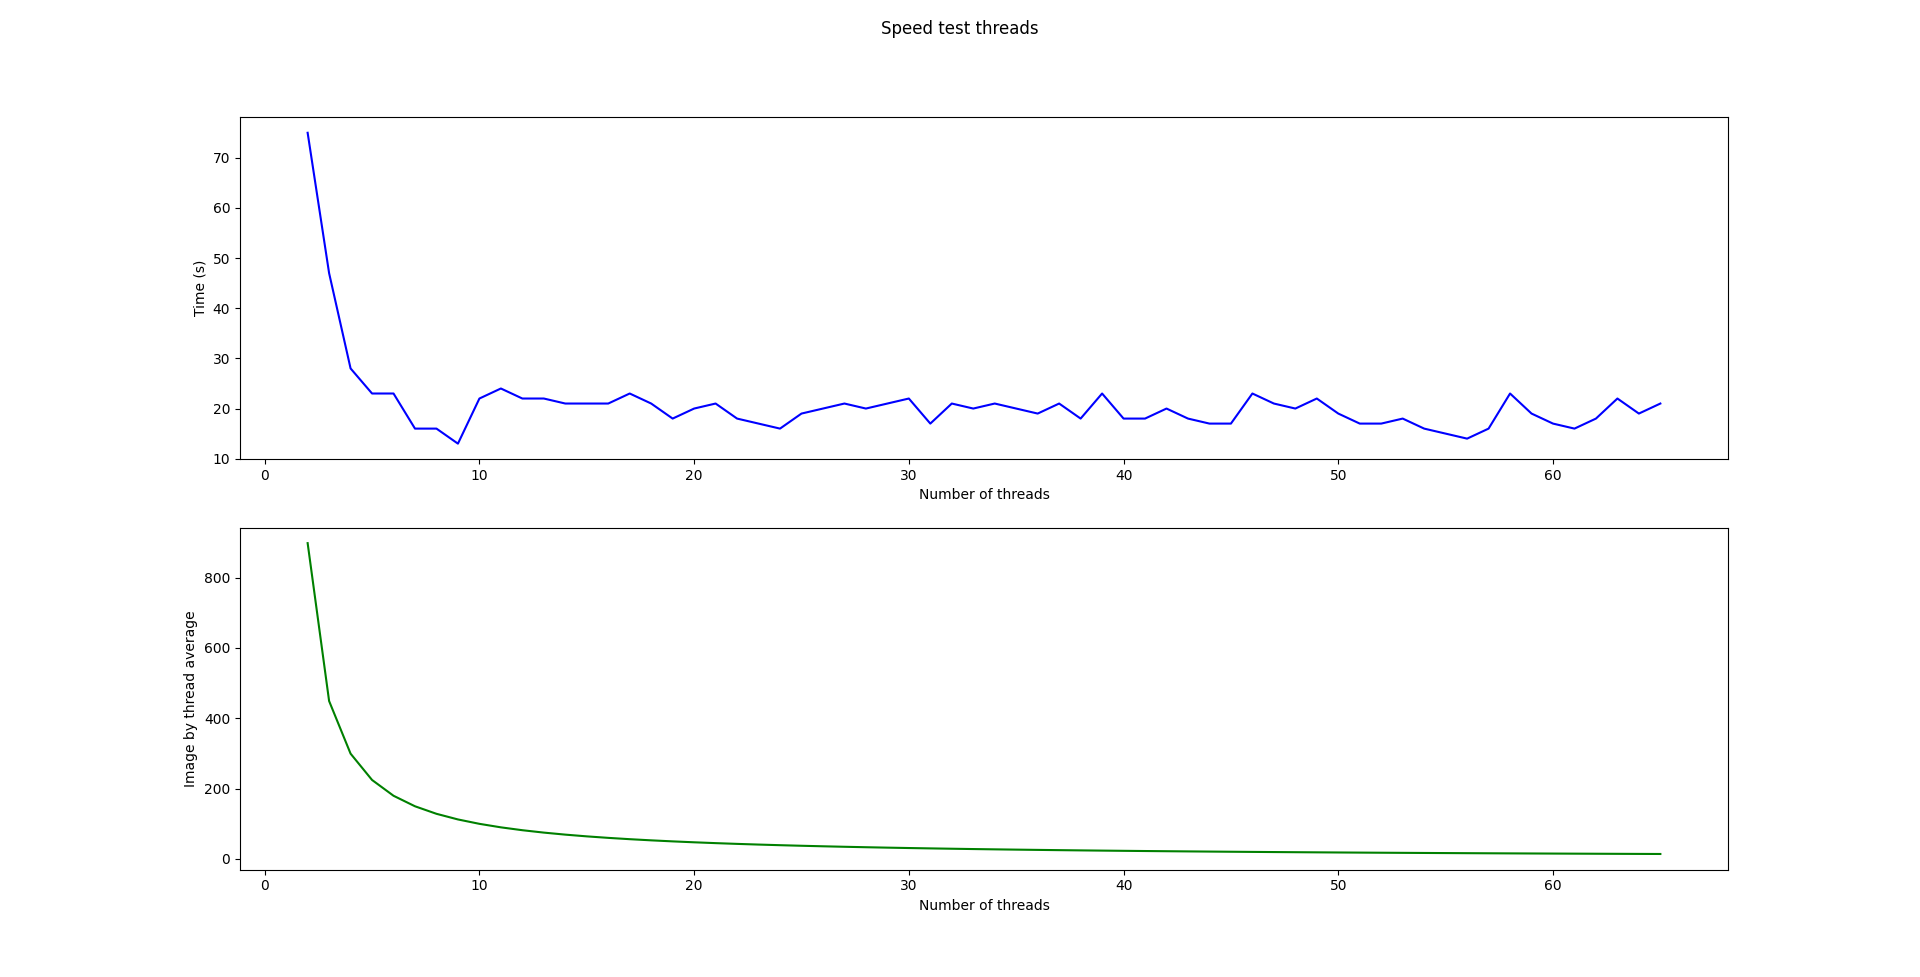 Speed test threads
70
60
50
40
30
20
10
Time (s)
0 10 20 30 40 50 60
Number of threads
800
600
400
200
0
Image by thread average
0 10 20 30 40 50 60
Number of threads